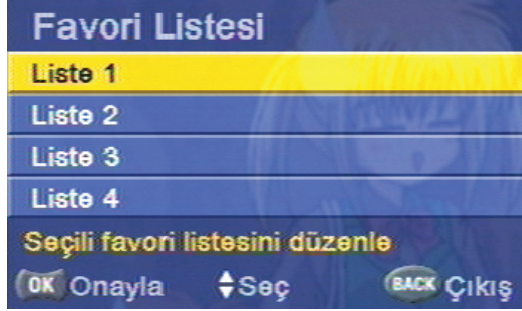 Favori Listesi
Liste 1
Liste 2
Liste 3
Liste 4
Seçili favori listesini düzenle
OK Onayla Seç BACK Çıkış